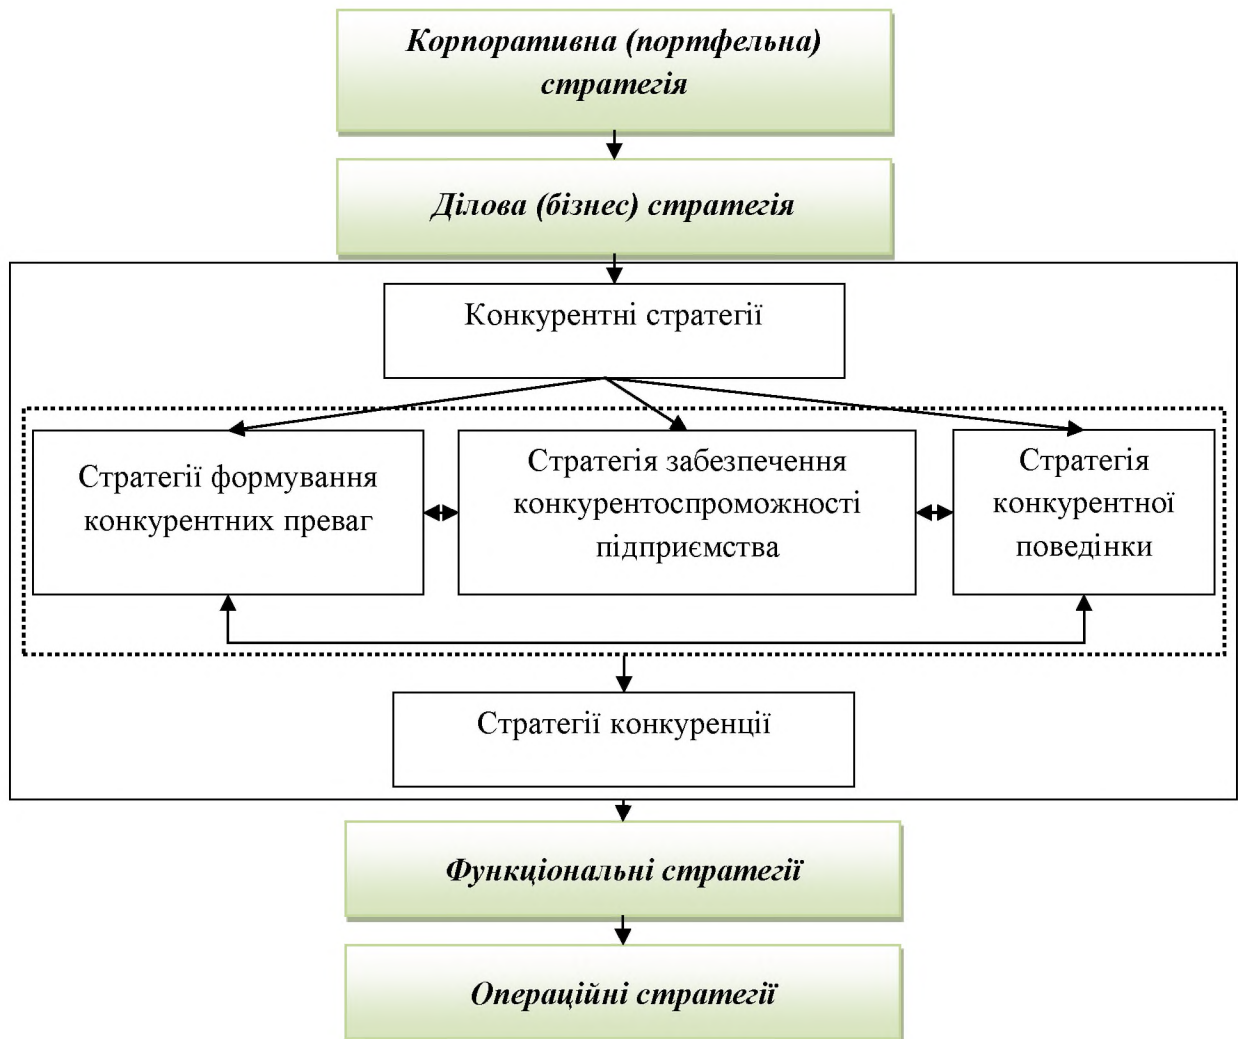 Корпоративна (портфельна)
стратегія
Ділова (бізнес) стратегія
Конкурентні стратегії
Стратегії формування
конкурентних преваг
Стратегія забезпечення
конкурентоспроможності
підприємства
Стратегія
конкурентної
поведінки
Стратегії конкуренції
Функціональні стратегії
Операційні стратегії